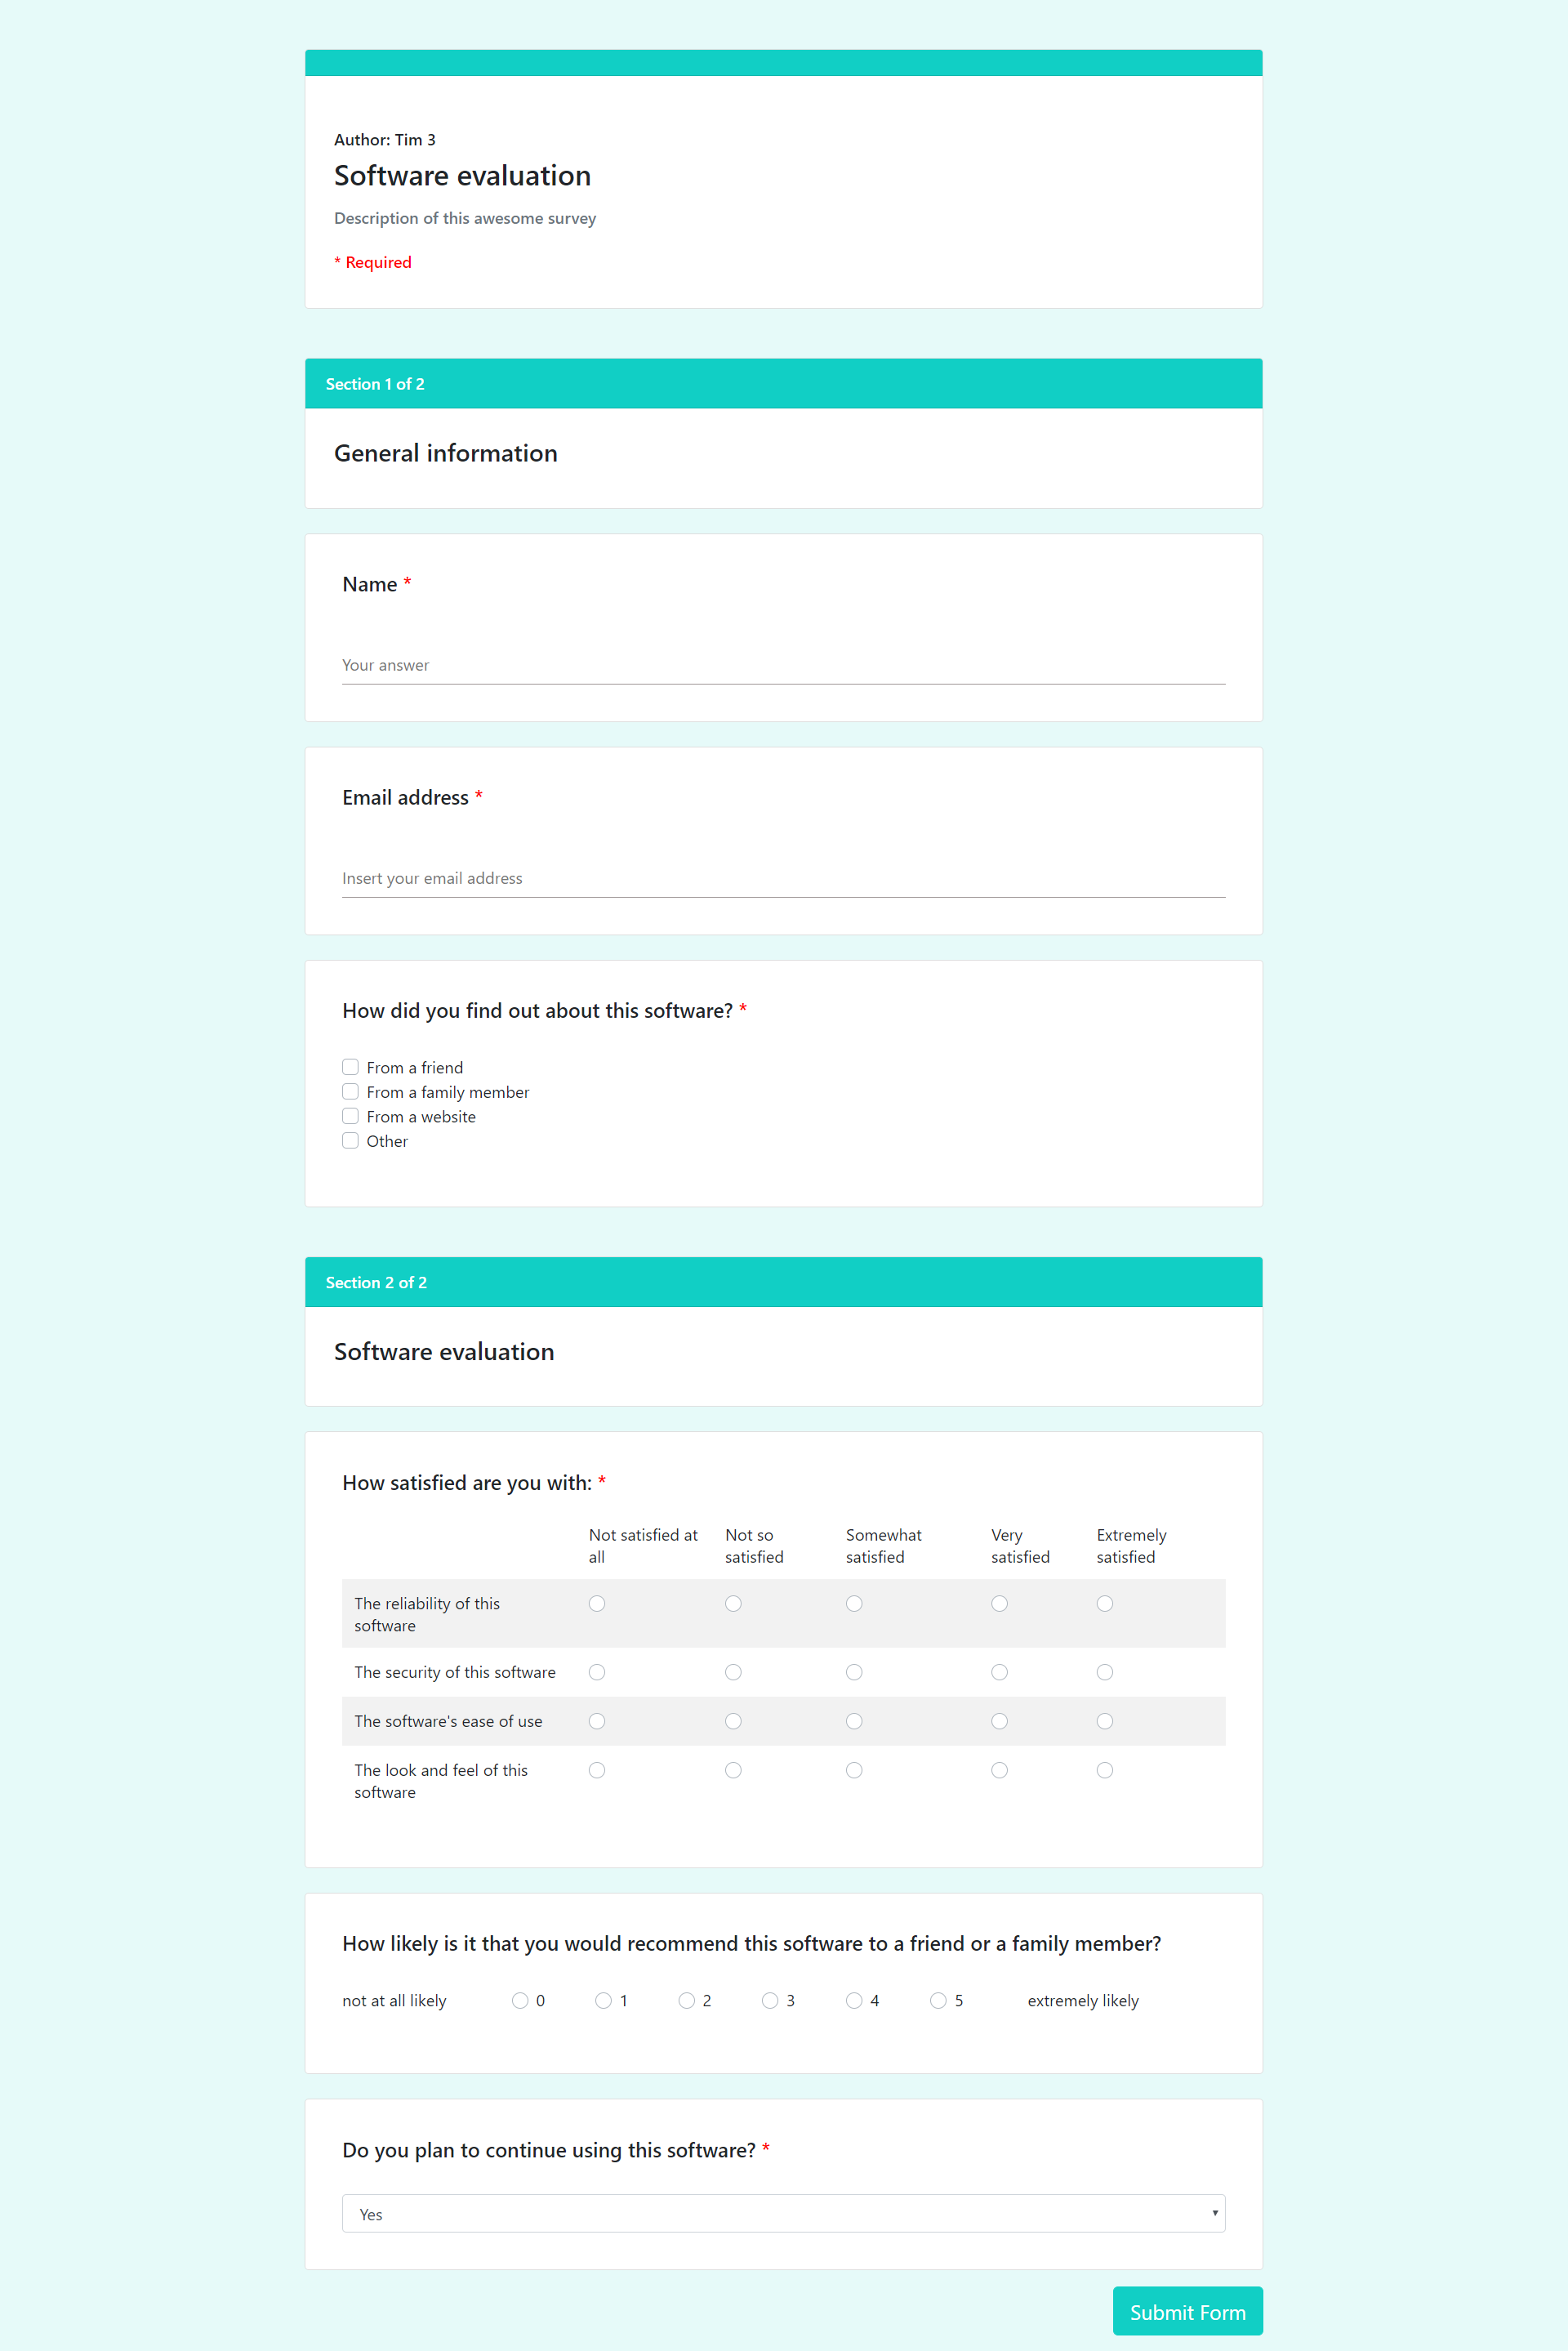 Author: Tim 3
Software evaluation
Description of this awesome survey
* Required
Section 1 of 2
General information
Name *
Your answer
Email address *
Insert your email address
How did you find out about this software? *
From a friend
From a family member
From a website
Other
Section 2 of 2
Software evaluation
How satisfied are you with: *
Not satisfied at all
Not so satisfied
Somewhat satisfied
Very satisfied
Extremely satisfied
The reliability of this
software
The security of this software
The software's ease of use
The look and feel of this
software
How likely is it that you would recommend this software to a friend or a family member?
not at all likely 0 1 2 3 4 5 extremely likely
Do you plan to continue using this software? *
Yes
Submit Form